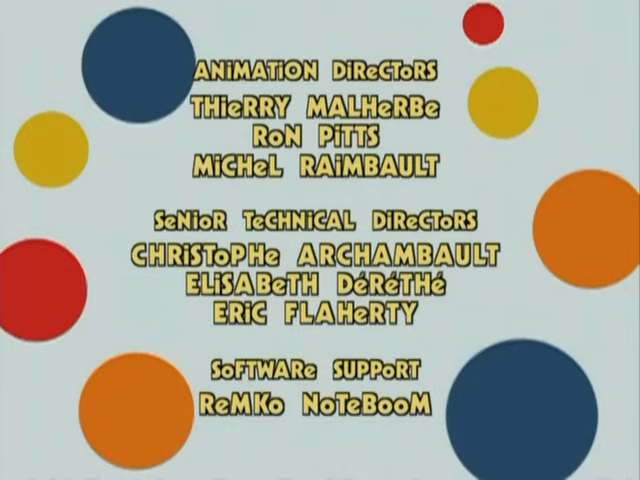 ANiMATiON DiReCToRS
THieRRY MALHeRBe
RoN PiTTS
MiCHeL RAiMBAULT
SeNioR TeCHNiCAL DiReCToRS
CHRiSToPHe ARCHAMBAULT
ELiSABeTH DéRéTHé
ERiC FLAHeRTY
SoFTWARe SUPPoRT
ReMKo NoTeBooM